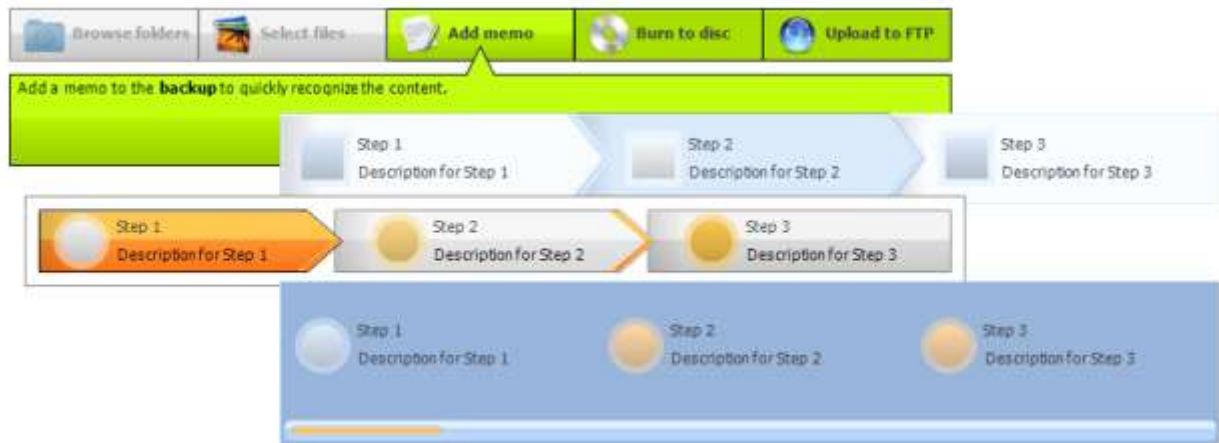 Browse folders Select files Add memo Burn to disc Upload to FTP
Add a memo to the backup to quickly recognize the content.
Step 1 Step 2 Step 3
Description for Step 1 Description for Step 2 Description for Step 3
Step 1 Step 2 Step 3
Description for Step 1 Description for Step 2 Description for Step 3
Step 1 Step 2 Step 3
Description for Step 1 Description for Step 2 Description for Step 3